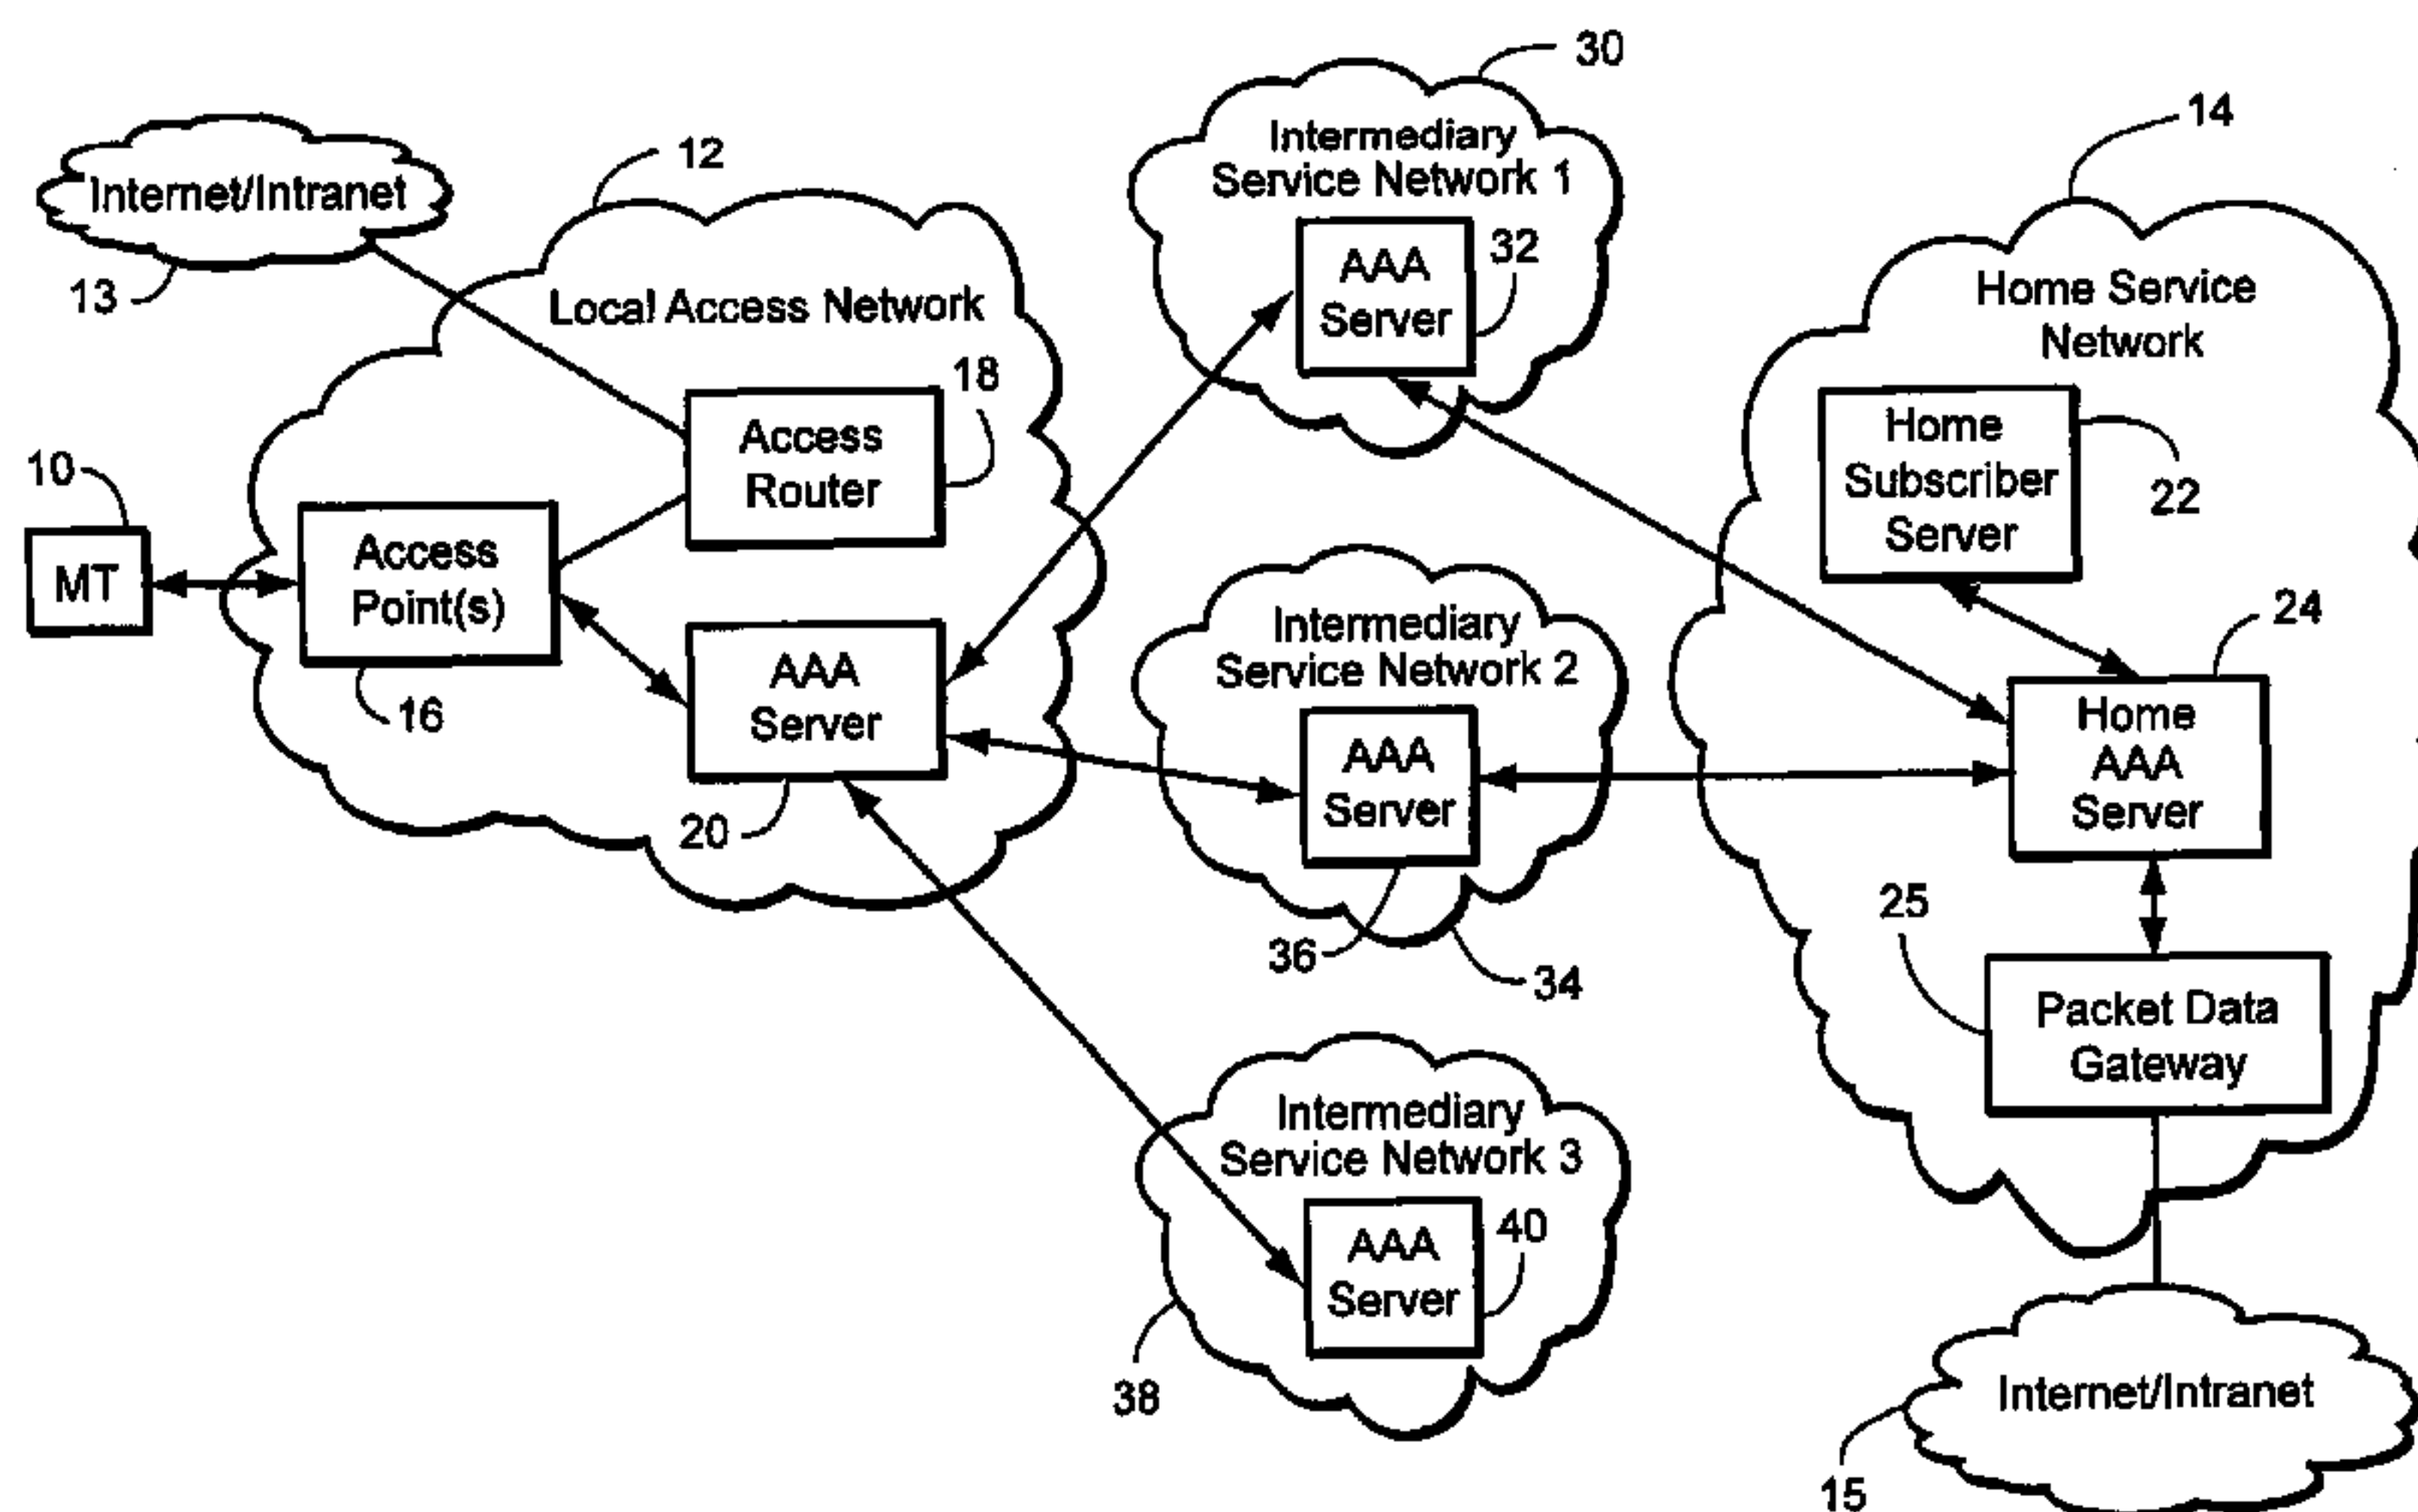 30
Intermediary
Service Network 1
AAA
Server
32
14
Home Service
Network
Home
Subscriber
Server
22
24
Home
AAA
Server
25
Packet Data
Gateway
Internet/Intranet
15
Internet/Intranet
13
12
Local Access Network
18
Access
Router
10
MT
Access
Point(s)
16
AAA
Server
20
Intermediary
Service Network 2
AAA
Server
36
34
Intermediary
Service Network 3
AAA
Server
40
38